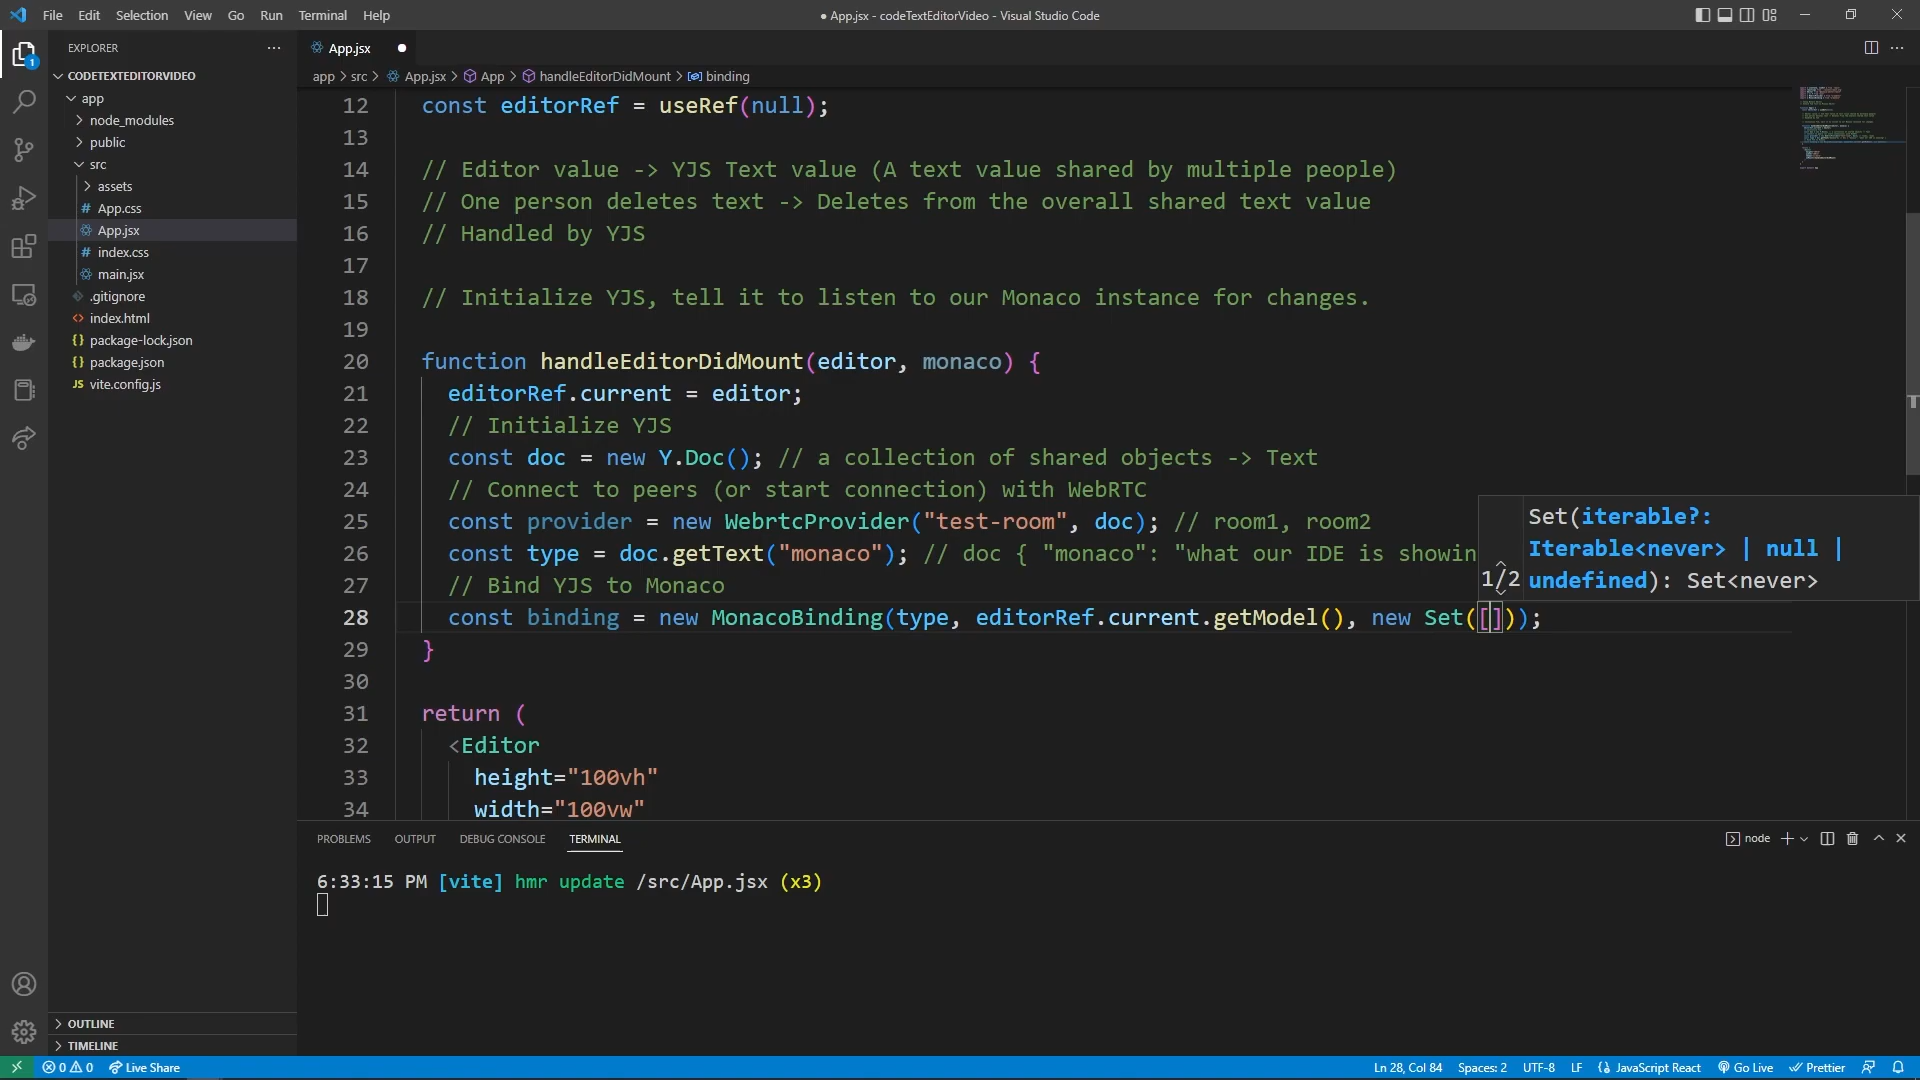 File Edit Selection View Go Run Terminal Help
● App.jsx - codeTextEditorVideo - Visual Studio Code
EXPLORER
CODETEXTEDITORVIDEO
app
node_modules
public
src
assets
# App.css
App.jsx
# index.css
main.jsx
.gitignore
<> index.html
{} package-lock.json
{} package.json
JS vite.config.js
OUTLINE
TIMELINE
1
App.jsx
app > src > App.jsx > App > handleEditorDidMount > binding
12 const editorRef = useRef(null);
13
14 // Editor value -> YJS Text value (A text value shared by multiple people)
15 // One person deletes text -> Deletes from the overall shared text value
16 // Handled by YJS
17
18 // Initialize YJS, tell it to listen to our Monaco instance for changes.
19
20 function handleEditorDidMount(editor, monaco) {
21 editorRef.current = editor;
22 // Initialize YJS
23 const doc = new Y.Doc(); // a collection of shared objects -> Text
24 // Connect to peers (or start connection) with WebRTC
25 const provider = new WebrtcProvider("test-room", doc); // room1, room2
26 const type = doc.getText("monaco"); // doc { "monaco": "what our IDE is showin
27 // Bind YJS to Monaco
28 const binding = new MonacoBinding(type, editorRef.current.getModel(), new Set([]));
29 }
30
31 return (
32 <Editor
33 height="100vh"
34 width="100vw"
Set(iterable?:
Iterable<never> | null |
1/2 undefined): Set<never>
PROBLEMS OUTPUT DEBUG CONSOLE TERMINAL
node
6:33:15 PM [vite] hmr update /src/App.jsx (x3)
0 0 Live Share
Ln 28, Col 84 Spaces: 2 UTF-8 LF {} JavaScript React Go Live Prettier